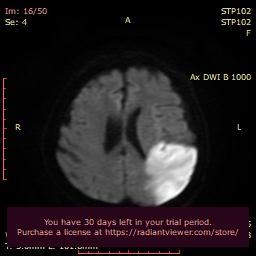 Im: 16/50
STP102
Se: 4
A
STP102
F
Ax DWI B 1000
R
L
You have 30 days left in your trial period.
Purchase a license at https://radiantviewer.com/store/